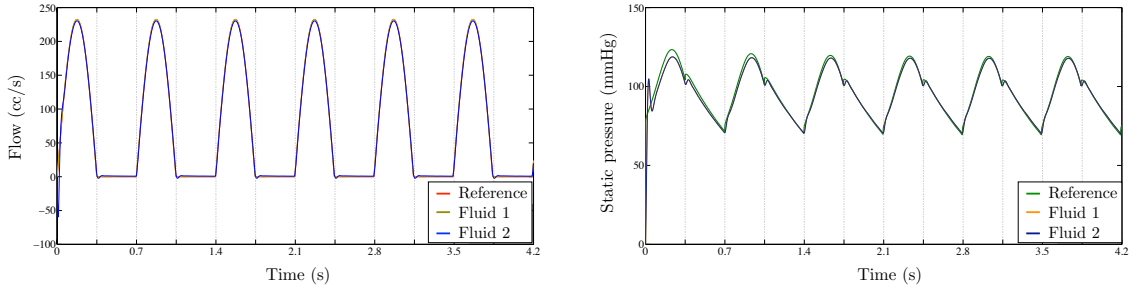 250
200
150
100
50
0
−50
−100
Flow (cc/s)
0
0.7
1.4
2.1
2.8
3.5
4.2
Time (s)
Reference
Fluid 1
Fluid 2
150
100
50
0
Static pressure (mmHg)
0
0.7
1.4
2.1
2.8
3.5
4.2
Time (s)
Reference
Fluid 1
Fluid 2